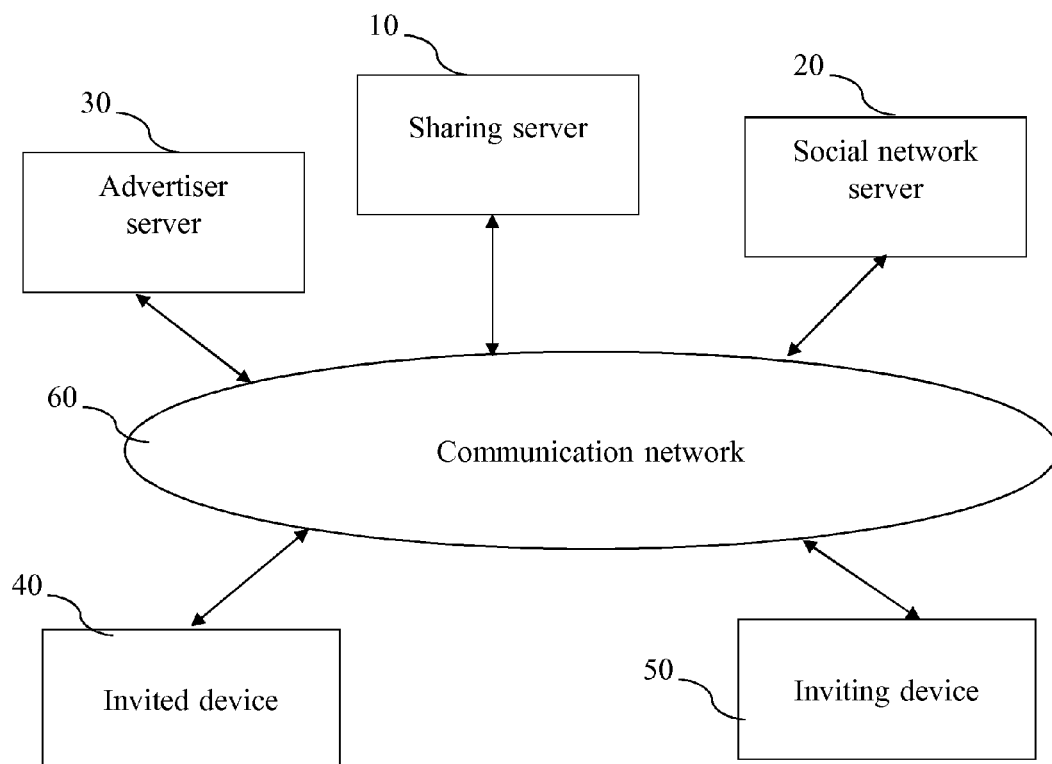 10
Sharing server
20
Social network
server
30
Advertiser
server
60
Communication network
40
Invited device
50
Inviting device